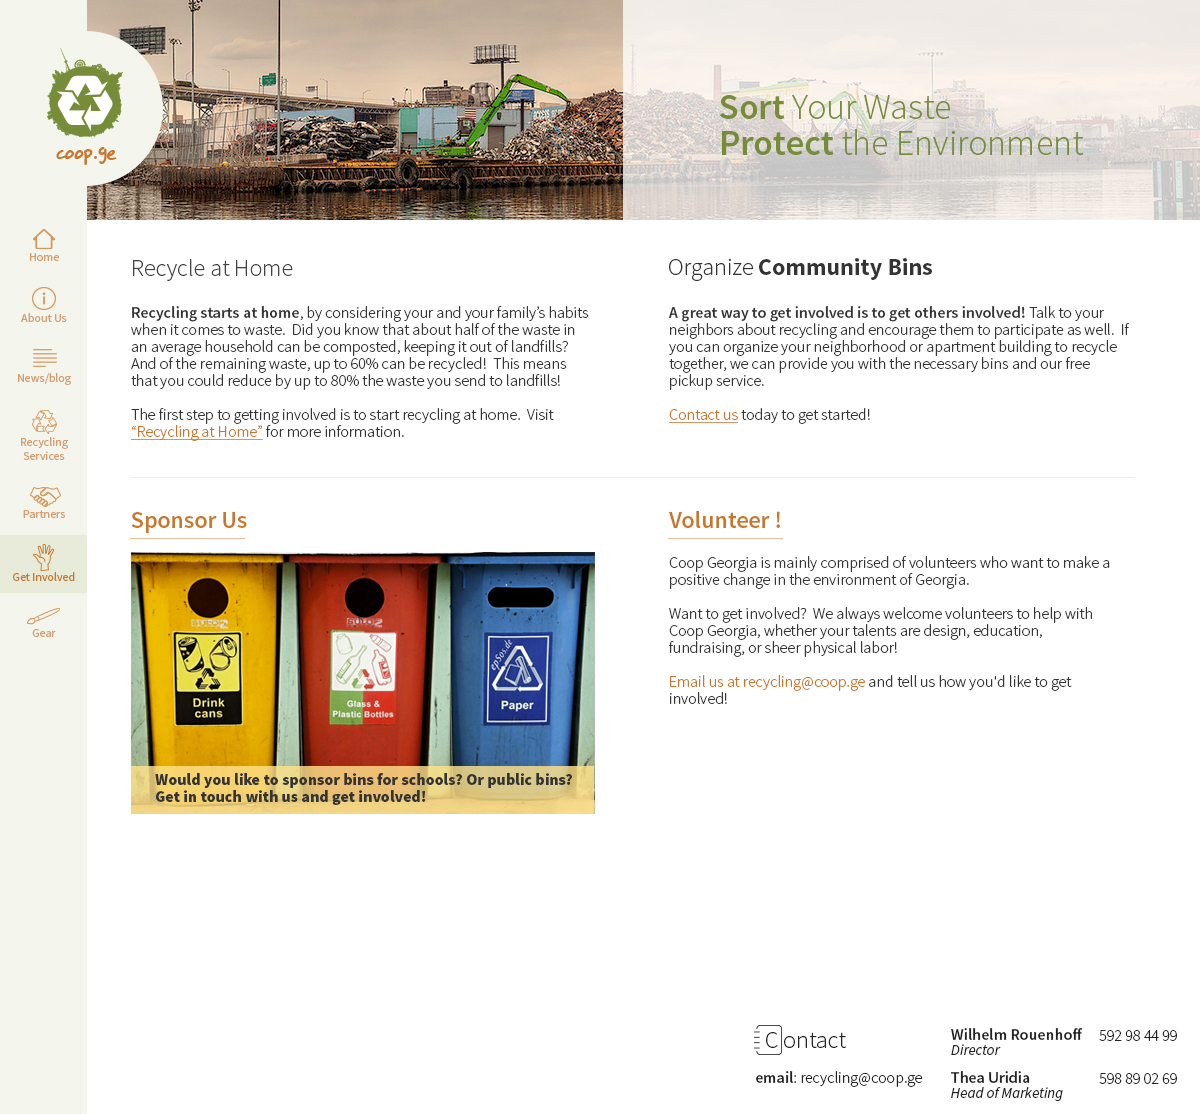 coop.ge
Sort Your Waste
Protect the Environment
Home
About Us
News/blog
Recycling
Services
Partners
Get Involved
Gear
Recycle at Home
Recycling starts at home, by considering your and your family’s habits
when it comes to waste.  Did you know that about half of the waste in
an average household can be composted, keeping it out of landfills?
And of the remaining waste, up to 60% can be recycled!  This means
that you could reduce by up to 80% the waste you send to landfills!
The first step to getting involved is to start recycling at home.  Visit
“Recycling at Home” for more information.
Organize Community Bins
A great way to get involved is to get others involved! Talk to your
neighbors about recycling and encourage them to participate as well.  If
you can organize your neighborhood or apartment building to recycle
together, we can provide you with the necessary bins and our free
pickup service.
Contact us today to get started!
Sponsor Us
SULO
SULO
epSos.de
Drink
cans
Glass &
Plastic Bottles
Paper
Would you like to sponsor bins for schools? Or public bins?
Get in touch with us and get involved!
Volunteer !
Coop Georgia is mainly comprised of volunteers who want to make a
positive change in the environment of Georgia.
Want to get involved?  We always welcome volunteers to help with
Coop Georgia, whether your talents are design, education,
fundraising, or sheer physical labor!
Email us at recycling@coop.ge and tell us how you'd like to get
involved!
Contact
email: recycling@coop.ge
Wilhelm Rouenhoff 592 98 44 99
Director
Thea Uridia 598 89 02 69
Head of Marketing